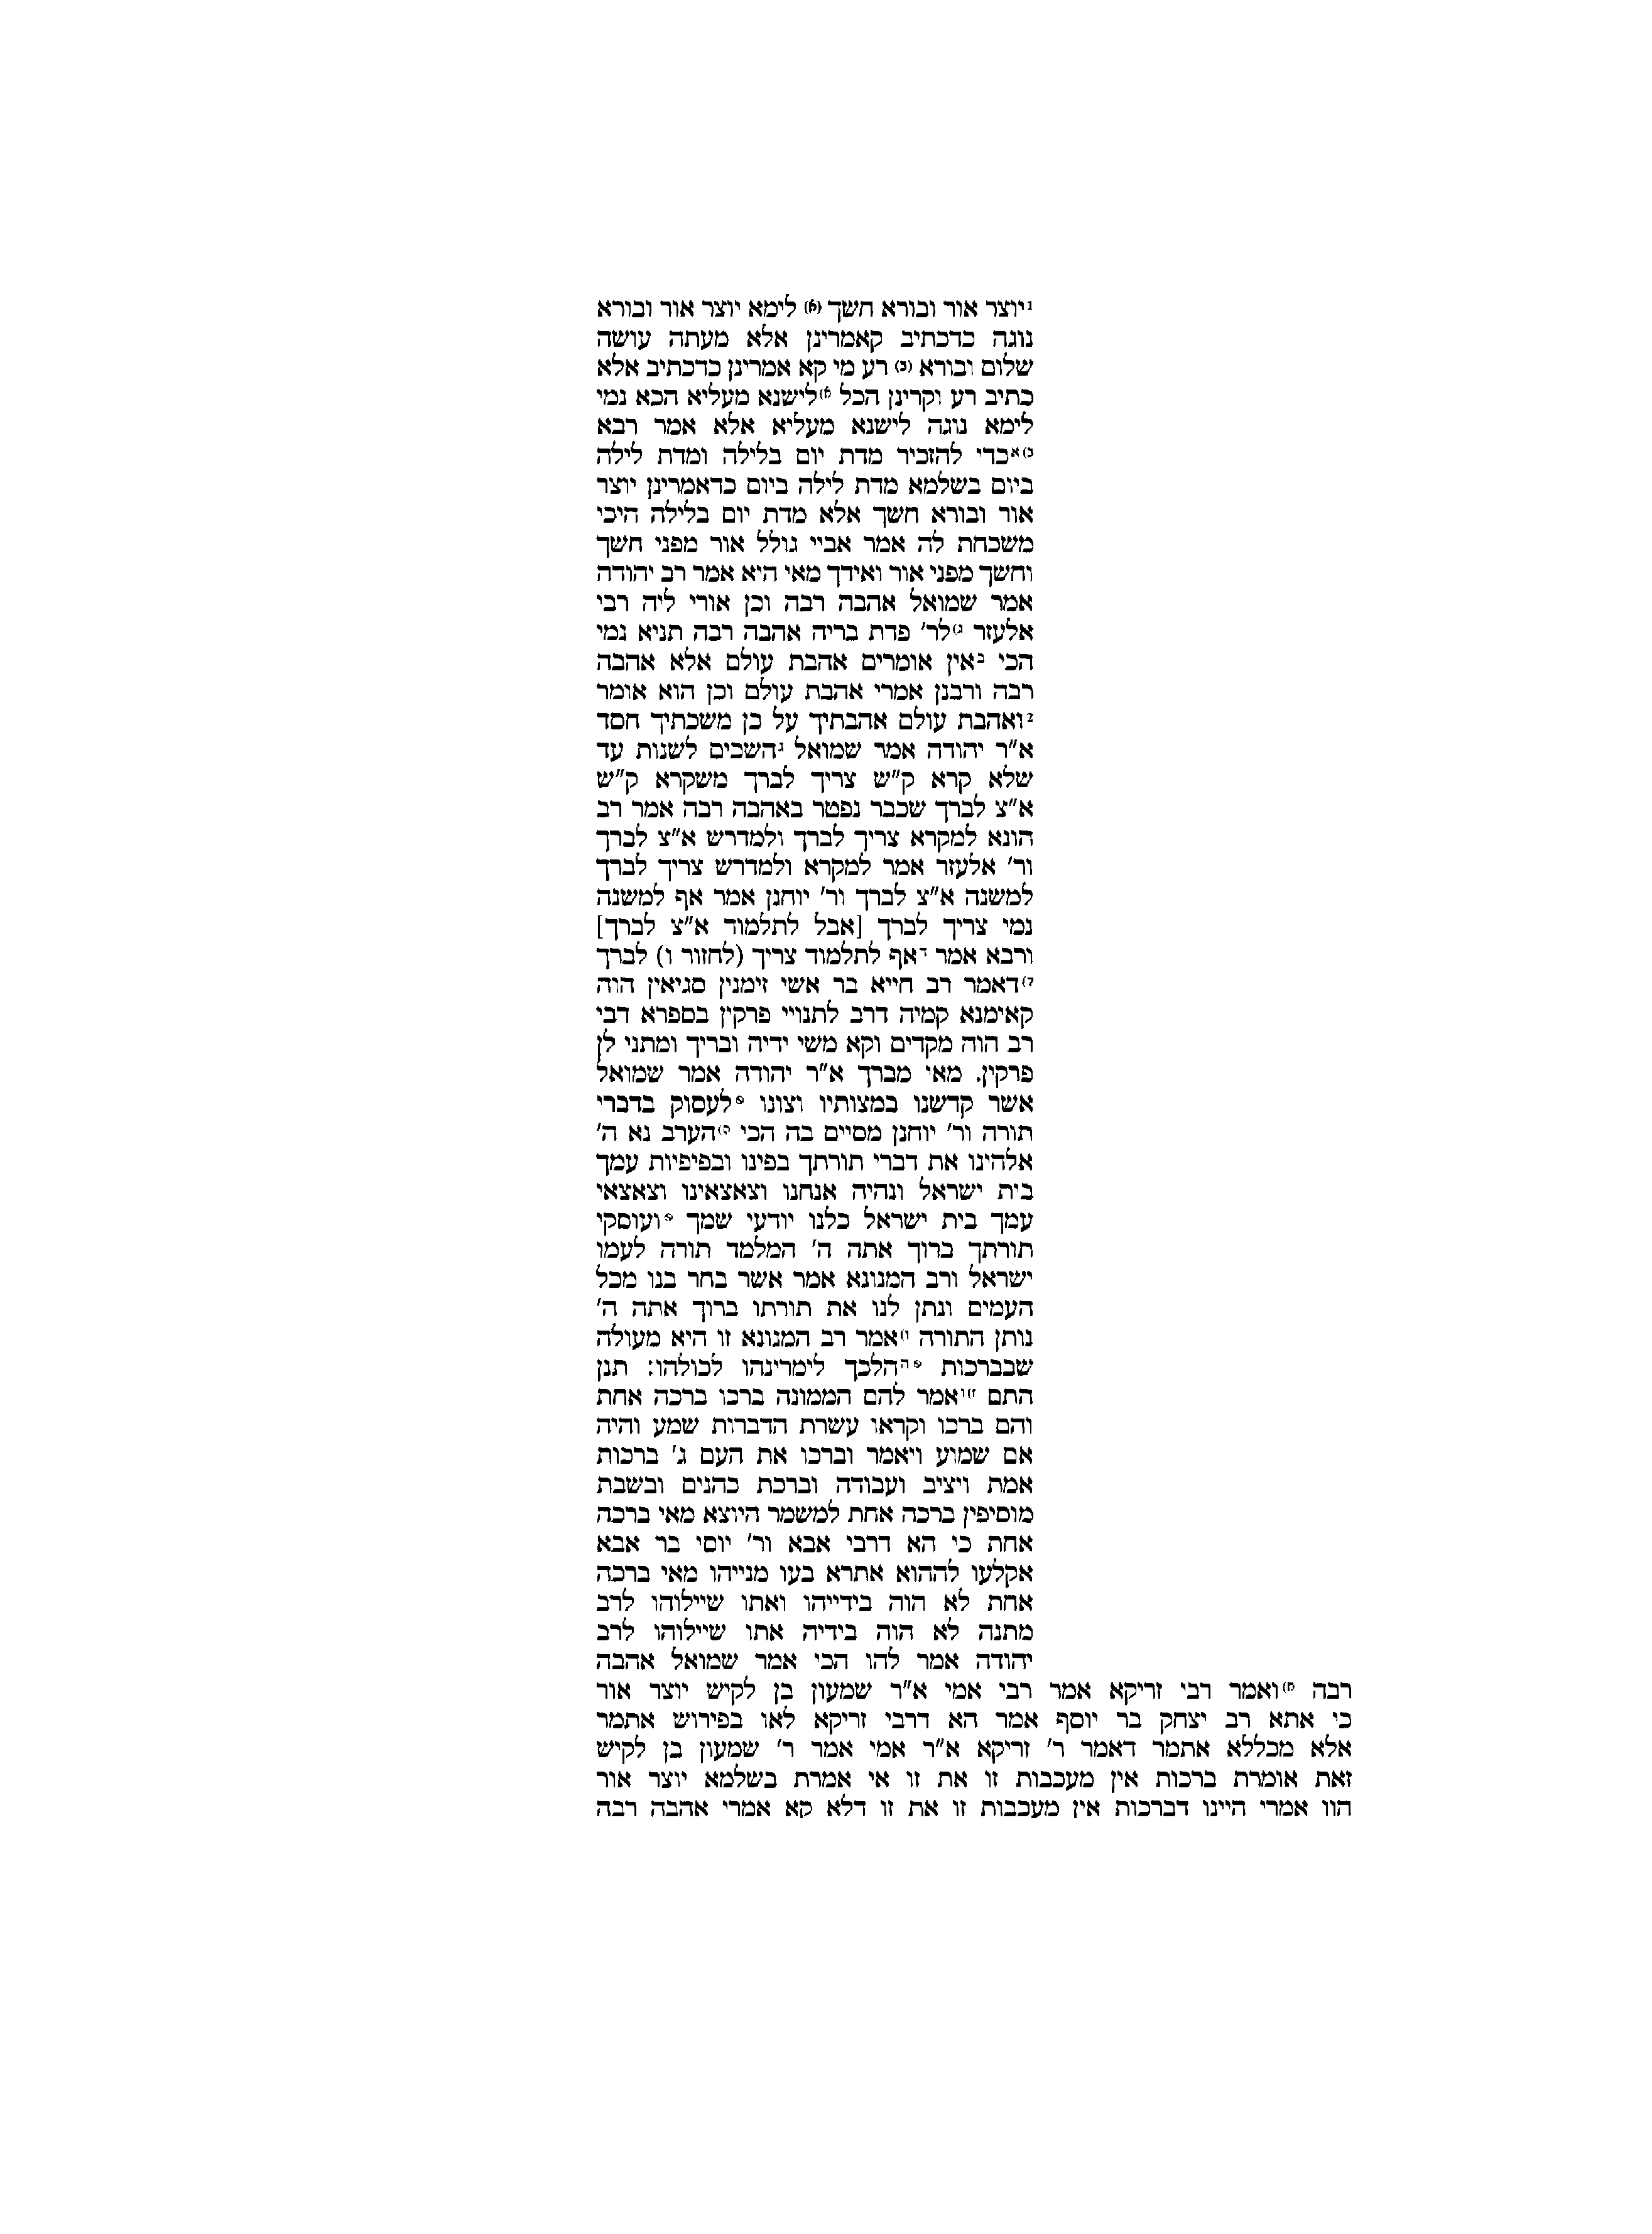 1יוצר אור ובורא חשך (א) לימא יוצר אור ובורא
נוגה כדכתיב קאמרינן אלא מעתה עושה
שלום ובורא (ב) רע מי קא אמרינן כדכתיב אלא
כתיב רע וקרינן הכל א)לישנא מעליא הכא נמי
לימא נוגה לישנא מעליא אלא אמר רבא
ב)אכדי להזכיר מדת יום בלילה ומדת לילה
ביום בשלמא מדת לילה ביום כדאמרינן יוצר
אור ובורא חשך אלא מדת יום בלילה היכי
משכחת לה אמר אביי גולל אור מפני חשך
וחשך מפני אור ואידך מאי היא אמר רב יהודה
אמר שמואל אהבה רבה וכן אורי ליה רבי
אלעזר ג)לר׳ פדת בריה אהבה רבה תניא נמי
הכי באין אומרים אהבת עולם אלא אהבה
רבה ורבנן אמרי אהבת עולם וכן הוא אומר
2ואהבת עולם אהבתיך על כן משכתיך חסד
א״ר יהודה אמר שמואל גהשכים לשנות עד
שלא קרא ק״ש צריך לברך משקרא ק״ש
א״צ לברך שכבר נפטר באהבה רבה אמר רב
הונא למקרא צריך לברך ולמדרש א״צ לברך
ור׳ אלעזר אמר למקרא ולמדרש צריך לברך
למשנה א״צ לברך ור׳ יוחנן אמר אף למשנה
נמי צריך לברך [אבל לתלמוד א״צ לברך]
ורבא אמר דאף לתלמוד צריך (לחזור ו) לברך
ד)דאמר רב חייא בר אשי זימנין סגיאין הוה
קאימנא קמיה דרב לתנויי פרקין בספרא דבי
רב הוה מקדים וקא משי ידיה ובריך ומתני לן
פרקין. מאי מברך א״ר יהודה אמר שמואל
אשר קדשנו במצותיו וצונו לעסוק בדברי
תורה ור׳ יוחנן מסיים בה הכי ה)הערב נא ה׳
אלהינו את דברי תורתך בפינו ובפיפיות עמך
בית ישראל ונהיה אנחנו וצאצאינו וצאצאי
עמך בית ישראל כלנו יודעי שמך ועוסקי
תורתך ברוך אתה ה׳ המלמד תורה לעמו
ישראל ורב המנונא אמר אשר בחר בנו מכל
העמים ונתן לנו את תורתו ברוך אתה ה׳
נותן התורה ו)אמר רב המנונא זו היא מעולה
שבברכות ההלכך לימרינהו לכולהו: תנן
התם ז)ואמר להם הממונה ברכו ברכה אחת
והם ברכו וקראו עשרת הדברות שמע והיה
אם שמוע ויאמר וברכו את העם ג׳ ברכות
אמת ויציב ועבודה וברכת כהנים ובשבת
מוסיפין ברכה אחת למשמר היוצא מאי ברכה
אחת כי הא דרבי אבא ור׳ יוסי בר אבא
אקלעו לההוא אתרא בעו מנייהו מאי ברכה
אחת לא הוה בידייהו ואתו שיילוהו לרב
מתנה לא הוה בידיה אתו שיילוהו לרב
יהודה אמר להו הכי אמר שמואל אהבה
רבה ח)ואמר רבי זריקא אמר רבי אמי א״ר שמעון בן לקיש יוצר אור
כי אתא רב יצחק בר יוסף אמר הא דרבי זריקא לאו בפירוש אתמר
אלא מכללא אתמר דאמר ר׳ זריקא א״ר אמי אמר ר׳ שמעון בן לקיש
זאת אומרת ברכות אין מעכבות זו את זו אי אמרת בשלמא יוצר אור
הוו אמרי היינו דברכות אין מעכבות זו את זו דלא קא אמרי אהבה רבה